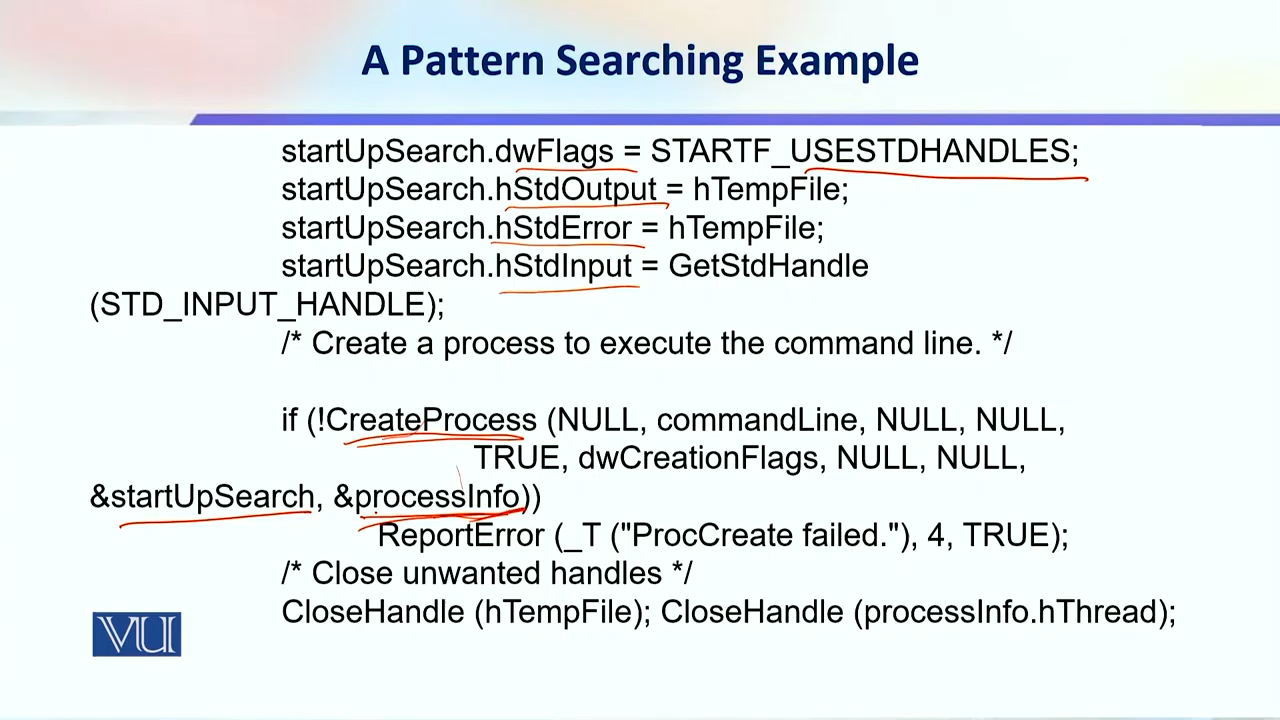 A Pattern Searching Example
startUpSearch.dwFlags = STARTF_USESTDHANDLES;
startUpSearch.hStdOutput = hTempFile;
startUpSearch.hStdError = hTempFile;
startUpSearch.hStdInput = GetStdHandle
(STD_INPUT_HANDLE);
/* Create a process to execute the command line. */
if (!CreateProcess (NULL, commandLine, NULL, NULL,
TRUE, dwCreationFlags, NULL, NULL,
&startUpSearch, &processInfo))
ReportError (_T ("ProcCreate failed."), 4, TRUE);
/* Close unwanted handles */
CloseHandle (hTempFile); CloseHandle (processInfo.hThread);
VU